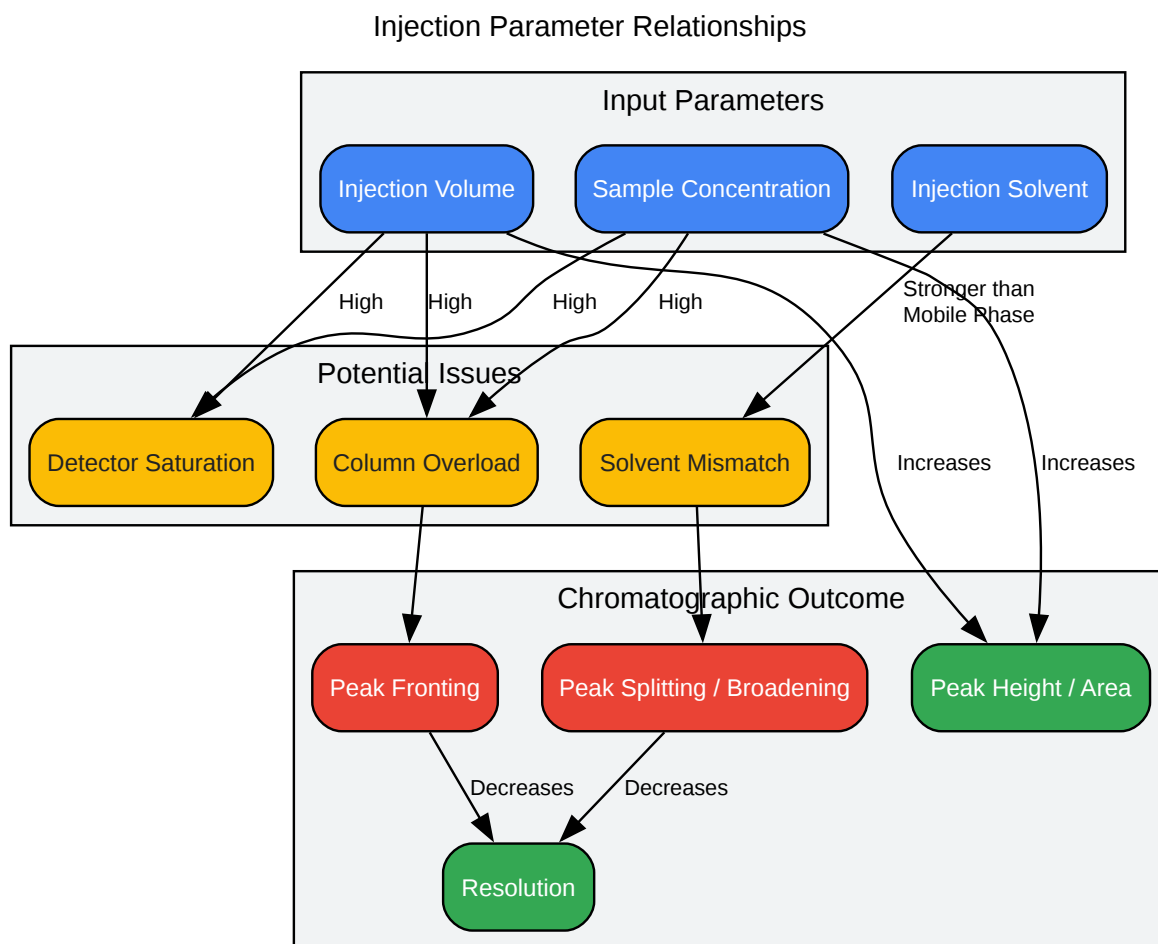 Injection Parameter Relationships
Input Parameters
Injection Volume
Sample Concentration
Injection Solvent
High
High
High
High
Stronger than
Mobile Phase
Potential Issues
Detector Saturation
Column Overload
Solvent Mismatch
Increases
Increases
Chromatographic Outcome
Peak Fronting
Peak Splitting / Broadening
Peak Height / Area
Decreases
Decreases
Resolution